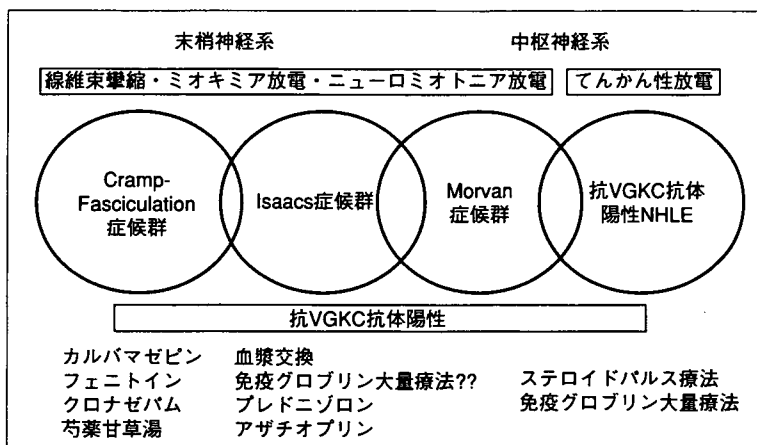 末梢神経系
中枢神経系
線維束攣縮・ミオキミア放電・ニューロミオトニア放電
てんかん性放電
Cramp-
Fasciculation
症候群
Isaacs症候群
Morvan
症候群
抗VGKC抗体
陽性NHLE
抗VGKC抗体陽性
カルバマゼピン
フェニトイン
クロナゼパム
芍薬甘草湯
血漿交換
免疫グロブリン大量療法??
プレドニゾロン
アザチオプリン
ステロイドパルス療法
免疫グロブリン大量療法